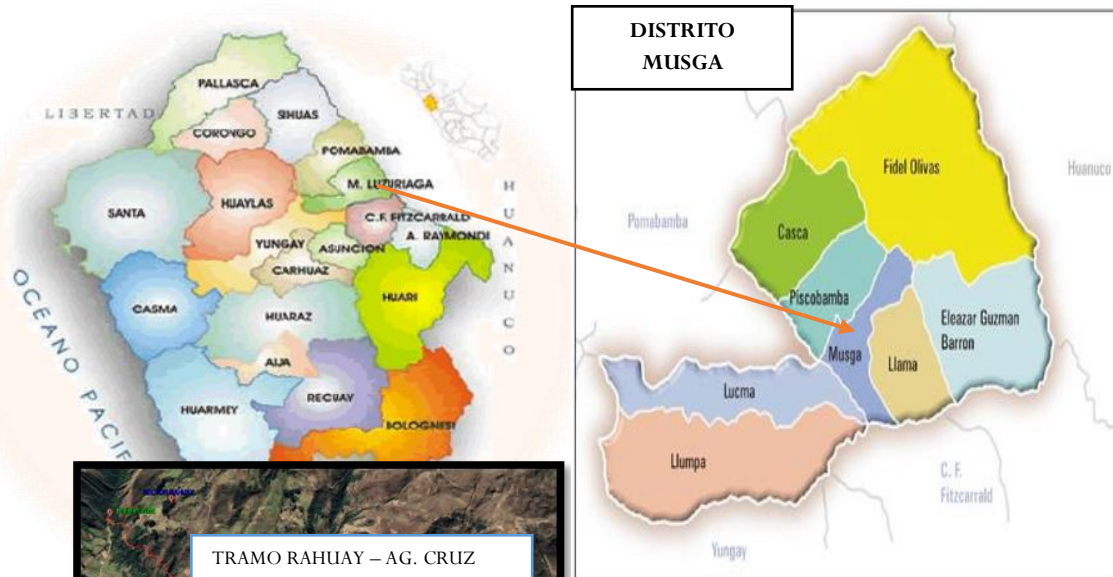 DISTRITO
MUSGA
LIBERTAD
PALLASCA
SIHUAS
CORONGO
POMABAMBA
M. LUZURIAGA
HUAYLAS
SANTA
C.F. FITZCARRALD
A. RAYMONDI
YUNGAY
ASUNCION
CARHUAZ
HUARI
HUANUCO
CASMA
HUARAZ
AIJA
RECUAY
HUARMEY
BOLOGNESI
OCEANO PACIF
TRAMO RAHUAY – AG. CRUZ
Fidel Olivas
Huanuco
Pomabamba
Casca
Piscobamba
Eleazar Guzman
Barron
Musga
Llama
Lucma
Llumpa
C. F.
Fitzcarrald
Yungay